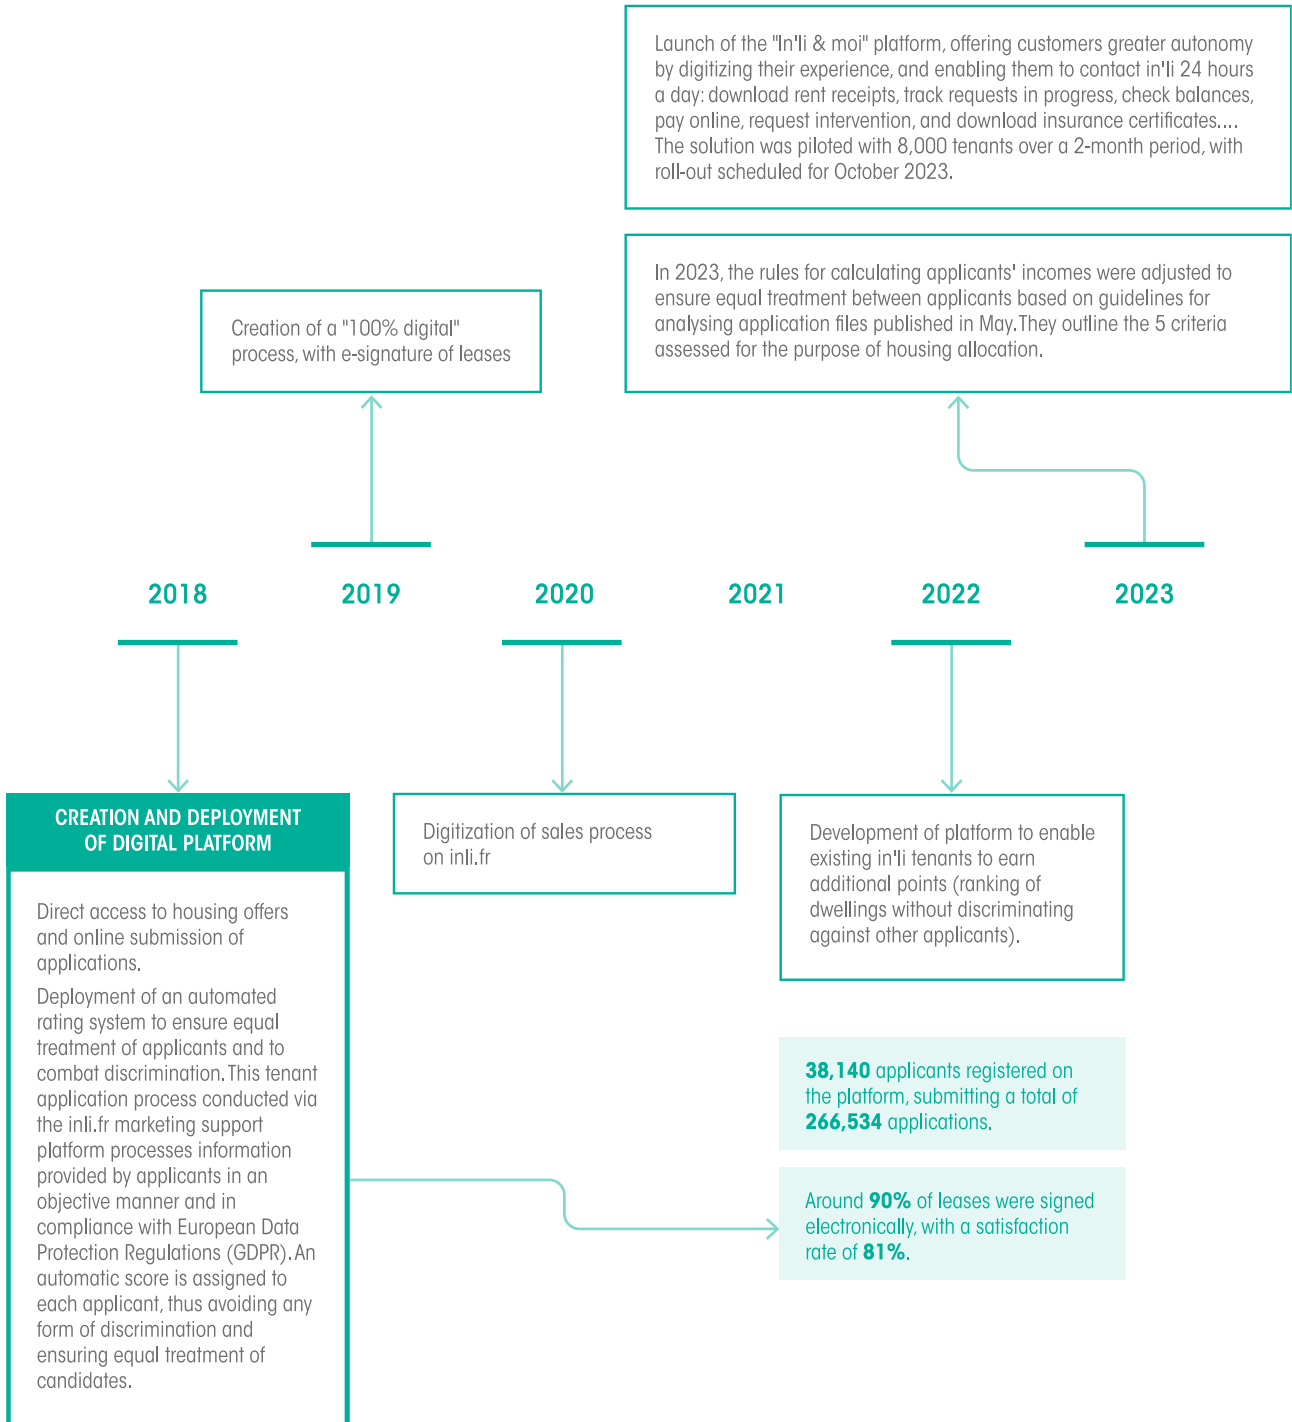 Launch of the "In'li & moi" platform, offering customers greater autonomy
by digitizing their experience, and enabling them to contact in'li 24 hours
a day: download rent receipts, track requests in progress, check balances,
pay online, request intervention, and download insurance certificates....
The solution was piloted with 8,000 tenants over a 2-month period, with
roll-out scheduled for October 2023.
In 2023, the rules for calculating applicants' incomes were adjusted to
ensure equal treatment between applicants based on guidelines for
analysing application files published in May. They outline the 5 criteria
assessed for the purpose of housing allocation.
Creation of a "100% digital"
process, with e-signature of leases
2018
2019
2020
2021
2022
2023
CREATION AND DEPLOYMENT
OF DIGITAL PLATFORM
Direct access to housing offers
and online submission of
applications.
Deployment of an automated
rating system to ensure equal
treatment of applicants and to
combat discrimination. This tenant
application process conducted via
the inli.fr marketing support
platform processes information
provided by applicants in an
objective manner and in
compliance with European Data
Protection Regulations (GDPR). An
automatic score is assigned to
each applicant, thus avoiding any
form of discrimination and
ensuring equal treatment of
candidates.
Digitization of sales process
on inli.fr
Development of platform to enable
existing in'li tenants to earn
additional points (ranking of
dwellings without discriminating
against other applicants).
38,140 applicants registered on
the platform, submitting a total of
266,534 applications.
Around 90% of leases were signed
electronically, with a satisfaction
rate of 81%.